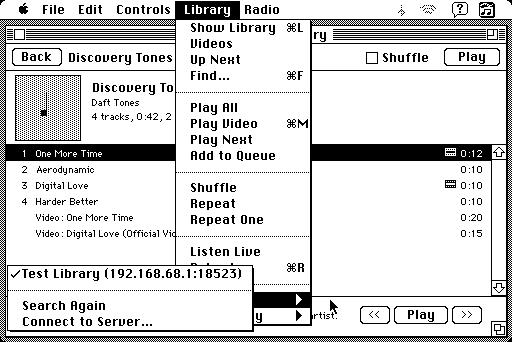 File Edit Controls Library Radio
Back Discovery Tones
Shuffle Play
Discovery To
Daft Tones
4 tracks, 0:42, 2
1 One More Time 0:12
2 Aerodynamic 0:10
3 Digital Love 0:10
4 Harder Better 0:10
Video: One More Time 0:20
Video: Digital Love (Official Vi 0:15
Show Library ⌘L
Videos
Up Next
Find... ⌘F
Play All
Play Video ⌘M
Play Next
Add to Queue
Shuffle
Repeat
Repeat One
Listen Live
⌘R
✓Test Library (192.168.68.1:18523)
Search Again
Connect to Server...
artist.
<< Play >>